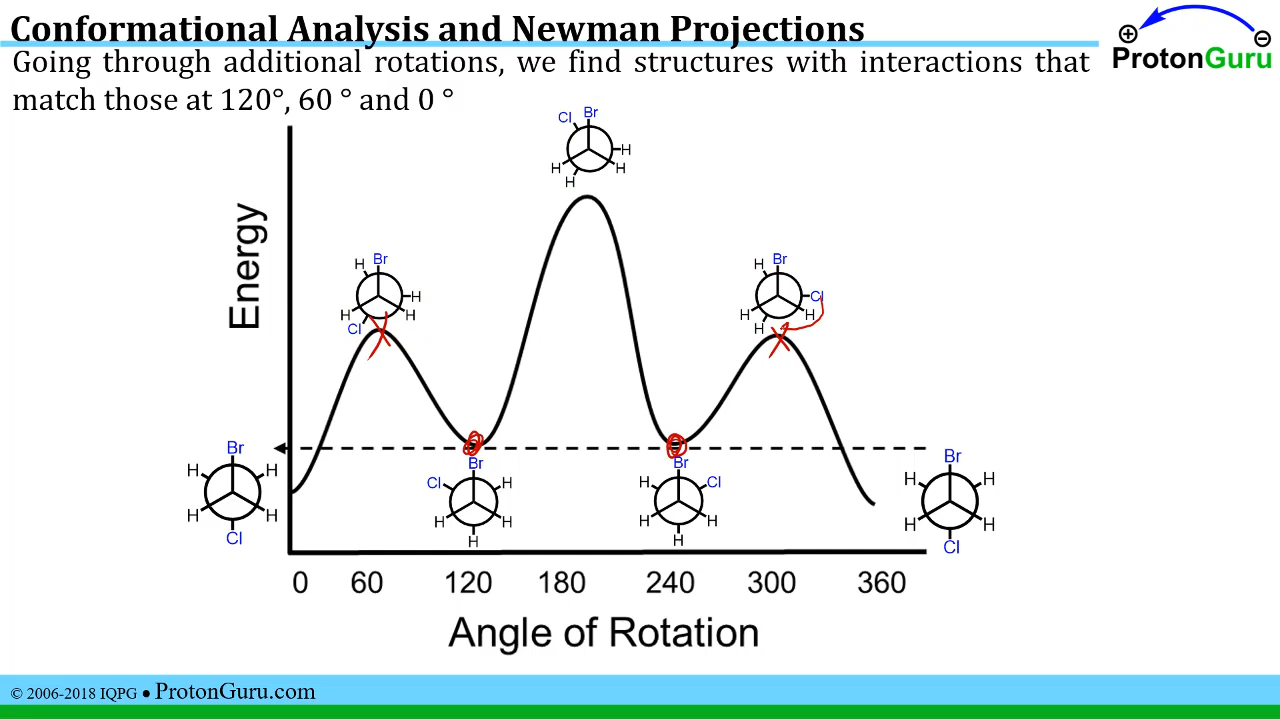 Conformational Analysis and Newman Projections
⊕ ⊖
ProtonGuru
Going through additional rotations, we find structures with interactions that
match those at 120°, 60 ° and 0 °
Cl Br
H
H H
H
Br
H
H
H H
Cl
Br
H
Cl
H H
H
Energy
Br
H H
H H
Cl
Br
Cl H
H H
H
Br
H Cl
H H
H
Br
H H
H H
Cl
0 60 120 180 240 300 360
Angle of Rotation
© 2006-2018 IQPG ● ProtonGuru.com